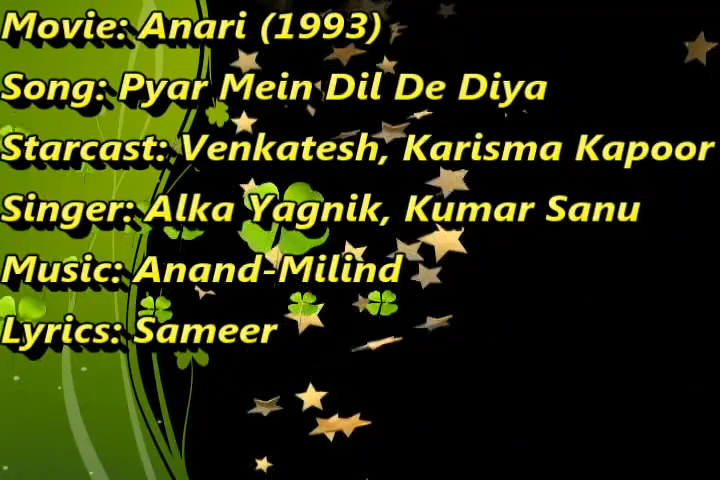 Movie: Anari (1993)
Song: Pyar Mein Dil De Diya
Starcast: Venkatesh, Karisma Kapoor
Singer: Alka Yagnik, Kumar Sanu
Music: Anand-Milind
Lyrics: Sameer